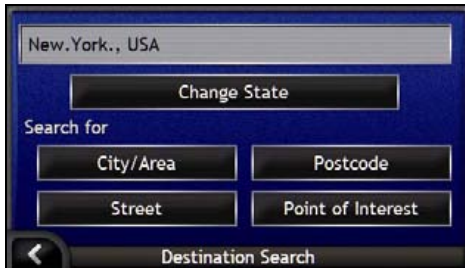 New.York., USA
Change State
Search for
City/Area Postcode
Street Point of Interest
Destination Search